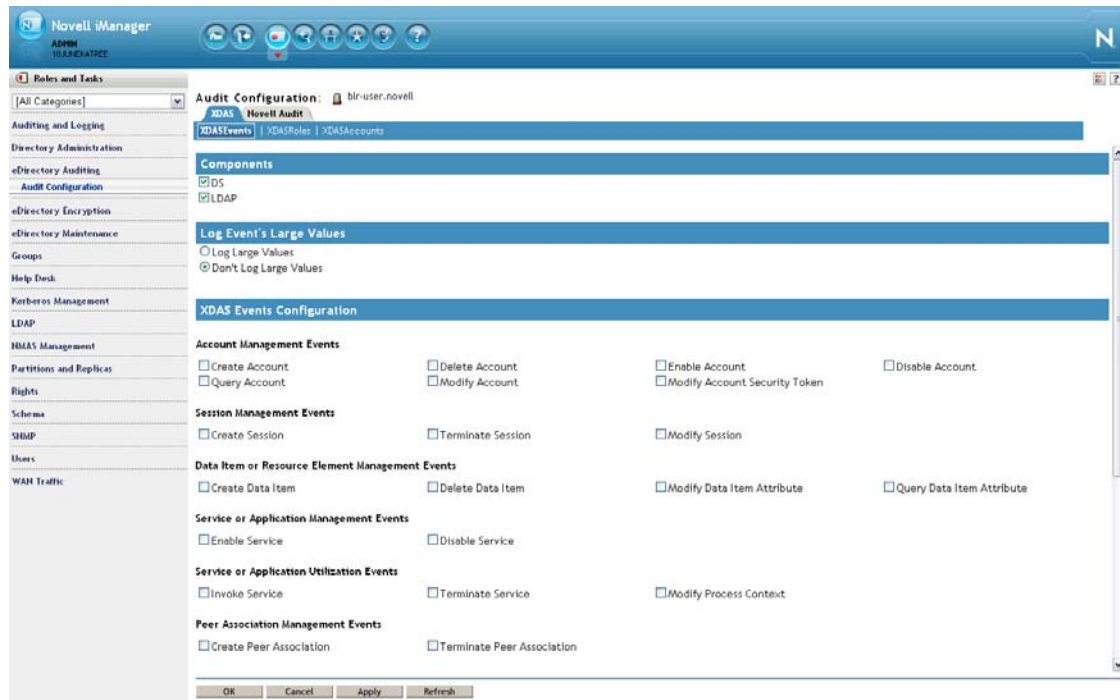 Novell iManager
ADMIN
N
Roles and Tasks
[All Categories]
Auditing and Logging
Directory Administration
eDirectory Auditing
Audit Configuration
eDirectory Encryption
eDirectory Maintenance
Groups
Help Desk
Kerberos Management
LDAP
NMAS Management
Partitions and Replicas
Rights
Schema
SNMP
Users
WAN Traffic
Audit Configuration: blr-user.novell
XDAS Novell Audit
XDASEvents | XDASRoles | XDASAccounts
Components
DS
LDAP
Log Event's Large Values
Log Large Values
Don't Log Large Values
XDAS Events Configuration
Account Management Events
Create Account Delete Account Enable Account Disable Account
Query Account Modify Account Modify Account Security Token
Session Management Events
Create Session Terminate Session Modify Session
Data Item or Resource Element Management Events
Create Data Item Delete Data Item Modify Data Item Attribute Query Data Item Attribute
Service or Application Management Events
Enable Service Disable Service
Service or Application Utilization Events
Invoke Service Terminate Service Modify Process Context
Peer Association Management Events
Create Peer Association Terminate Peer Association
OK Cancel Apply Refresh